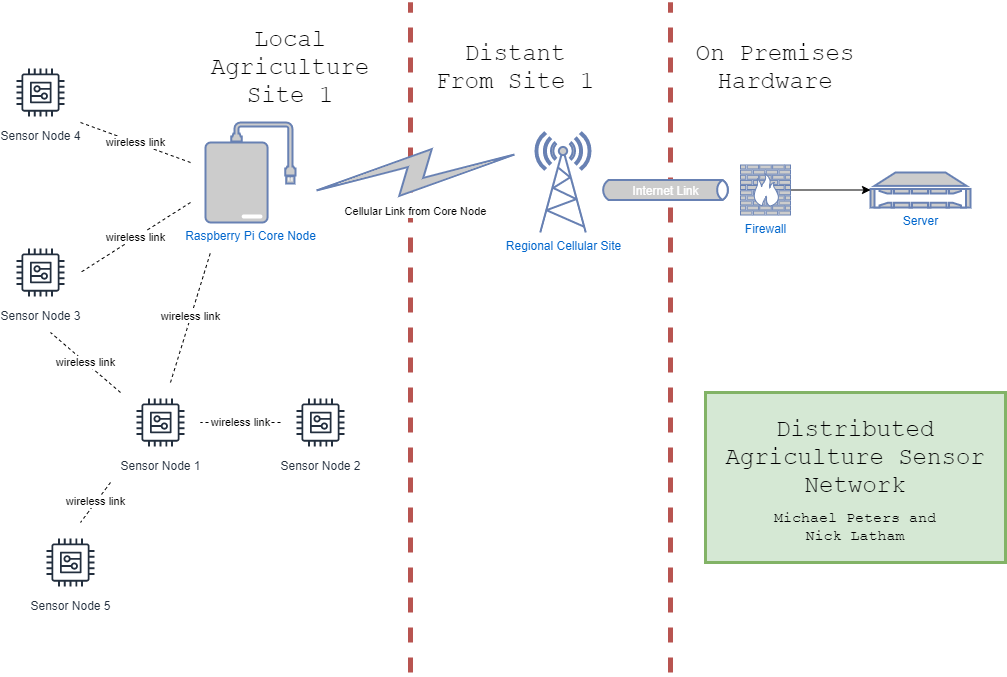 Local
Agriculture
Site 1
Distant
From Site 1
On Premises
Hardware
Sensor Node 4
wireless link
Raspberry Pi Core Node
Cellular Link from Core Node
Regional Cellular Site
Internet Link
Firewall
Server
wireless link
Sensor Node 3
wireless link
wireless link
Sensor Node 1
wireless link
Sensor Node 2
wireless link
Sensor Node 5
Distributed
Agriculture Sensor
Network
Michael Peters and
Nick Latham